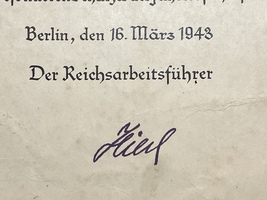 Berlin, den 16. März 1943
Der Reichsarbeitsführer
Hierl